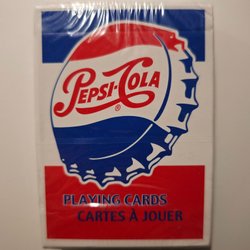 PEPSI-COLA
PLAYING CARDS
CARTES À JOUER